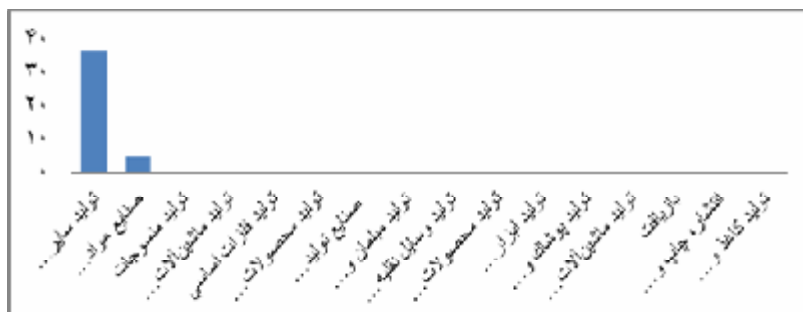 ۴۰
۳۰
۲۰
۱۰
۰
تولید سایر...
صنایع مواد...
تولید منسوجات
تولید ماشین‌آلات...
تولید فلزات اساسی
تولید محصولات...
صنایع تولید...
تولید مبلمان و...
تولید وسایل نقلیه...
تولید محصولات...
تولید ابزار...
تولید پوشاک و...
تولید ماشین‌آلات...
بازیافت
انتشار، چاپ و...
تولید کاغذ و...